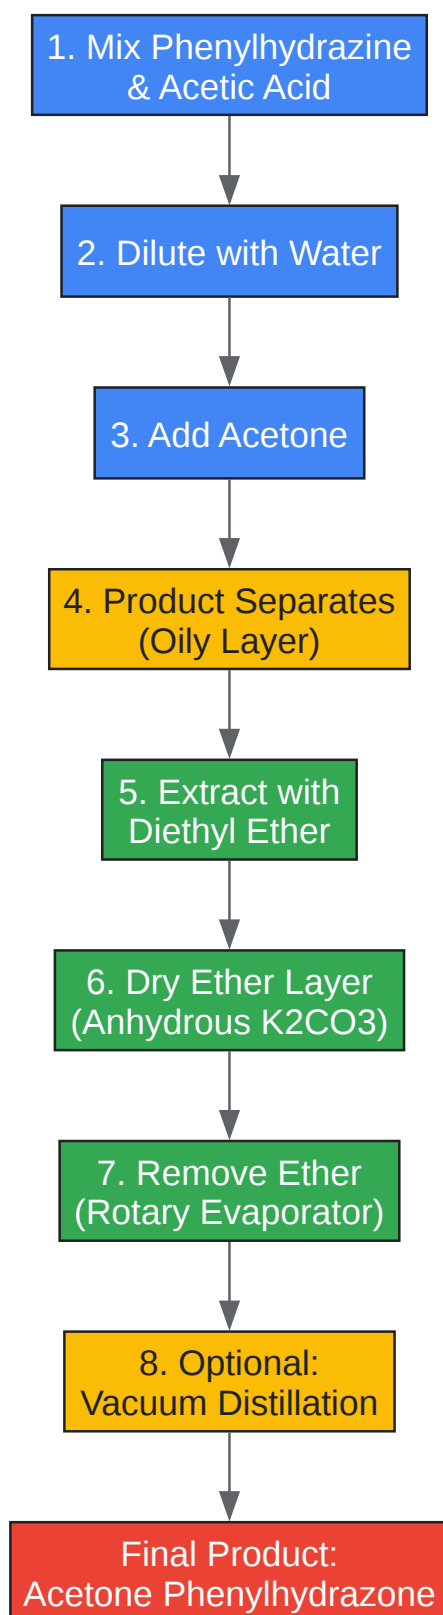 1. Mix Phenylhydrazine
& Acetic Acid
2. Dilute with Water
3. Add Acetone
4. Product Separates
(Oily Layer)
5. Extract with
Diethyl Ether
6. Dry Ether Layer
(Anhydrous K2CO3)
7. Remove Ether
(Rotary Evaporator)
8. Optional:
Vacuum Distillation
Final Product:
Acetone Phenylhydrazone